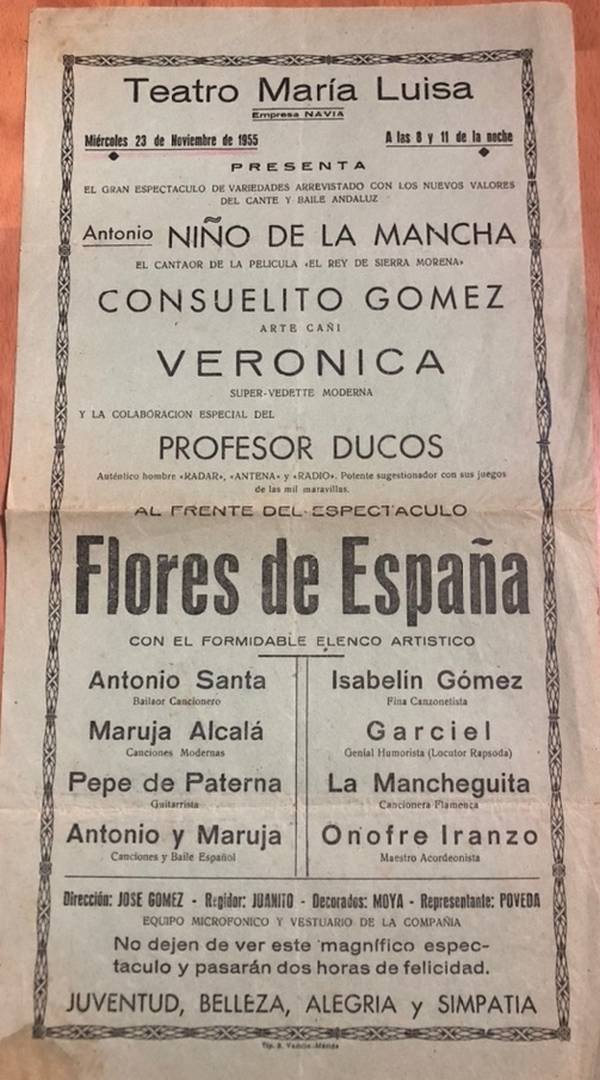 Teatro María Luisa
Empresa NAVIA
Miércoles 23 de Noviembre de 1955
A las 8 y 11 de la noche
PRESENTA
EL GRAN ESPECTACULO DE VARIEDADES ARREVISTADO CON LOS NUEVOS VALORES
DEL CANTE Y BAILE ANDALUZ
Antonio NIÑO DE LA MANCHA
EL CANTAOR DE LA PELICULA «EL REY DE SIERRA MORENA»
CONSUELITO GOMEZ
ARTE CAÑI
VERONICA
SUPER-VEDETTE MODERNA
Y LA COLABORACION ESPECIAL DEL
PROFESOR DUCOS
Auténtico hombre «RADAR», «ANTENA» y «RADIO». Potente sugestionador con sus juegos
de las mil maravillas.
AL FRENTE DEL ESPECTACULO
Flores de España
CON EL FORMIDABLE ELENCO ARTISTICO
Antonio Santa
Bailaor Cancionero
Maruja Alcalá
Canciones Modernas
Pepe de Paterna
Guitarrista
Antonio y Maruja
Canciones y Baile Español
Isabelín Gómez
Fina Canzonetista
Garciel
Genial Humorista (Locutor Rapsoda)
La Mancheguita
Cancionera Flamenca
Onofre Iranzo
Maestro Acordeonista
Dirección: JOSE GOMEZ - Regidor: JUANITO - Decorados: MOYA - Representante: POVEDA
EQUIPO MICROFONICO Y VESTUARIO DE LA COMPAÑIA
No dejen de ver este magnífico espec-
taculo y pasarán dos horas de felicidad.
JUVENTUD, BELLEZA, ALEGRIA y SIMPATIA
Tip.